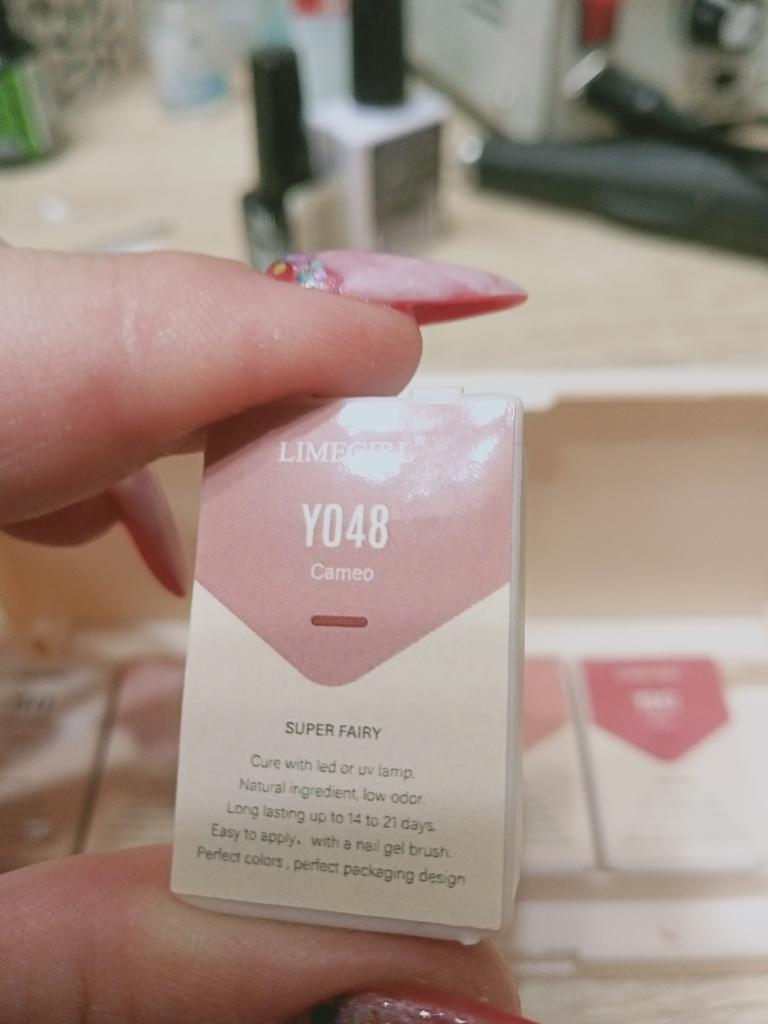 LIMEGIRL
Y048
Cameo
SUPER FAIRY
Cure with led or uv lamp.
Natural ingredient, low odor.
Long lasting up to 14 to 21 days.
Easy to apply, with a nail gel brush.
Perfect colors , perfect packaging design